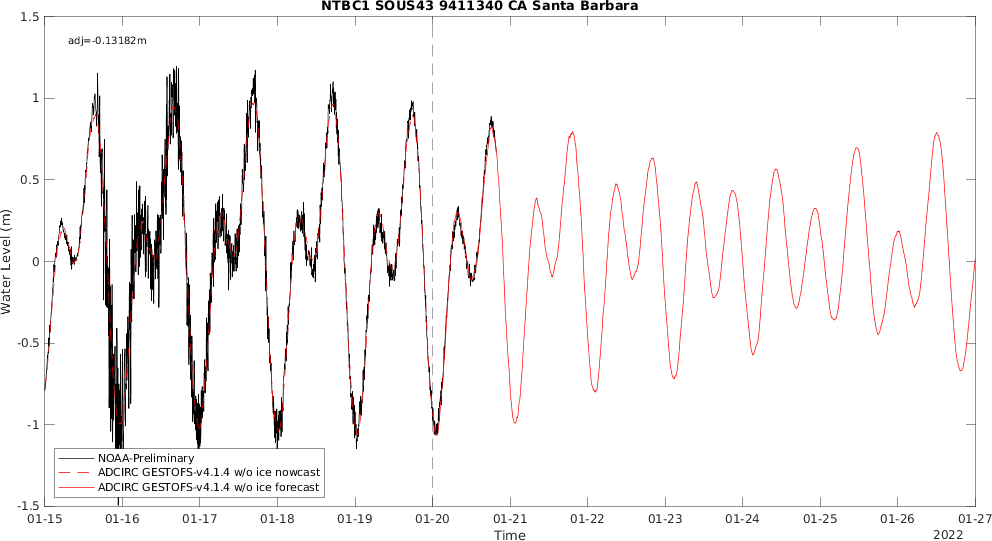 NTBC1 SOUS43 9411340 CA Santa Barbara
adj=-0.13182m
1.5
1
0.5
0
-0.5
-1
-1.5
Water Level (m)
NOAA-Preliminary
ADCIRC GESTOFS-v4.1.4 w/o ice nowcast
ADCIRC GESTOFS-v4.1.4 w/o ice forecast
01-15 01-16 01-17 01-18 01-19 01-20 01-21 01-22 01-23 01-24 01-25 01-26 01-27
Time
2022